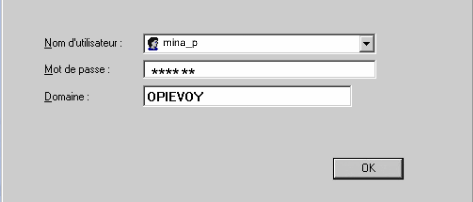 Nom d'utilisateur : mina_p
Mot de passe : ****** **
Domaine : OPIEVOY
OK